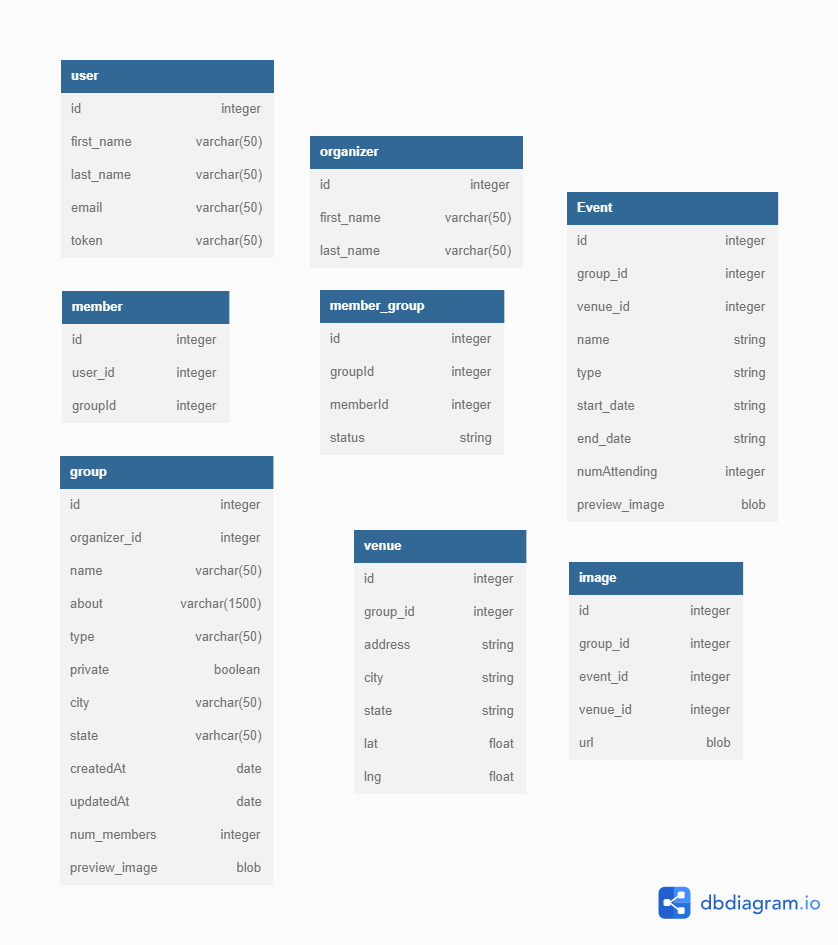 user
id integer
first_name varchar(50)
last_name varchar(50)
email varchar(50)
token varchar(50)
organizer
id integer
first_name varchar(50)
last_name varchar(50)
Event
id integer
group_id integer
venue_id integer
name string
type string
start_date string
end_date string
numAttending integer
preview_image blob
member
id integer
user_id integer
groupId integer
member_group
id integer
groupId integer
memberId integer
status string
group
id integer
organizer_id integer
name varchar(50)
about varchar(1500)
type varchar(50)
private boolean
city varchar(50)
state varhcar(50)
createdAt date
updatedAt date
num_members integer
preview_image blob
venue
id integer
group_id integer
address string
city string
state string
lat float
lng float
image
id integer
group_id integer
event_id integer
venue_id integer
url blob
dbdiagram.io